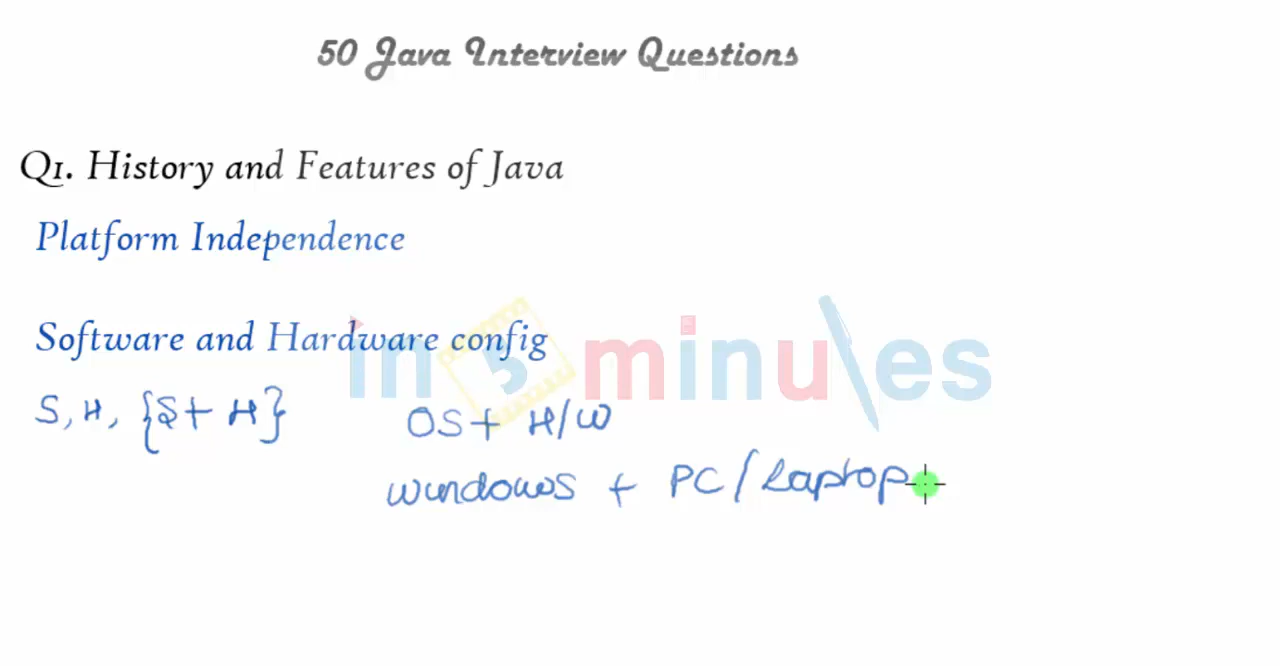 50 Java Interview Questions
Q1. History and Features of Java
Platform Independence
Software and Hardware config
in 5 minutes
S, H, {S+ H}
OS+ H/W
windows + PC/laptop